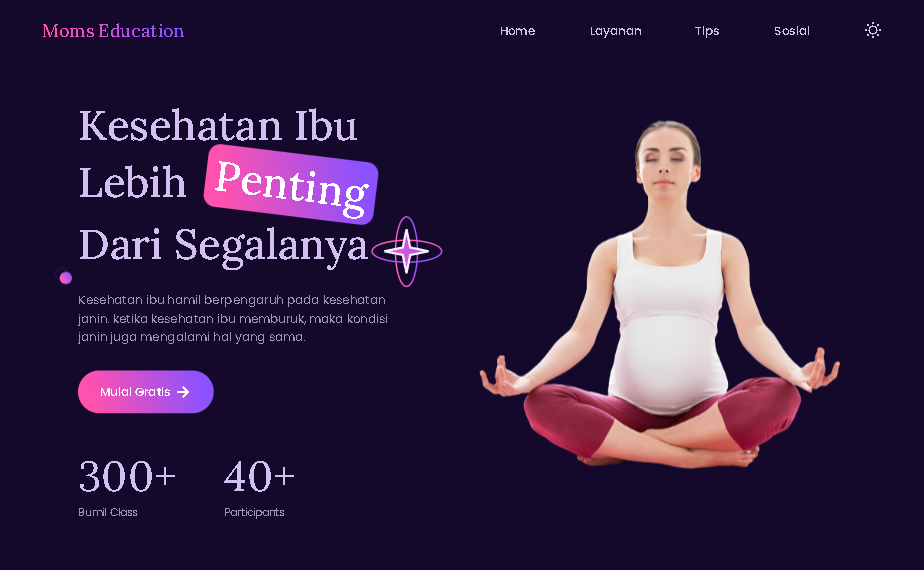 Moms Education
Home Layanan Tips Sosial
Kesehatan Ibu
Lebih Penting
Dari Segalanya
Kesehatan ibu hamil berpengaruh pada kesehatan
janin. ketika kesehatan ibu memburuk, maka kondisi
janin juga mengalami hal yang sama.
Mulai Gratis
300+ 40+
Bumil Class Participants